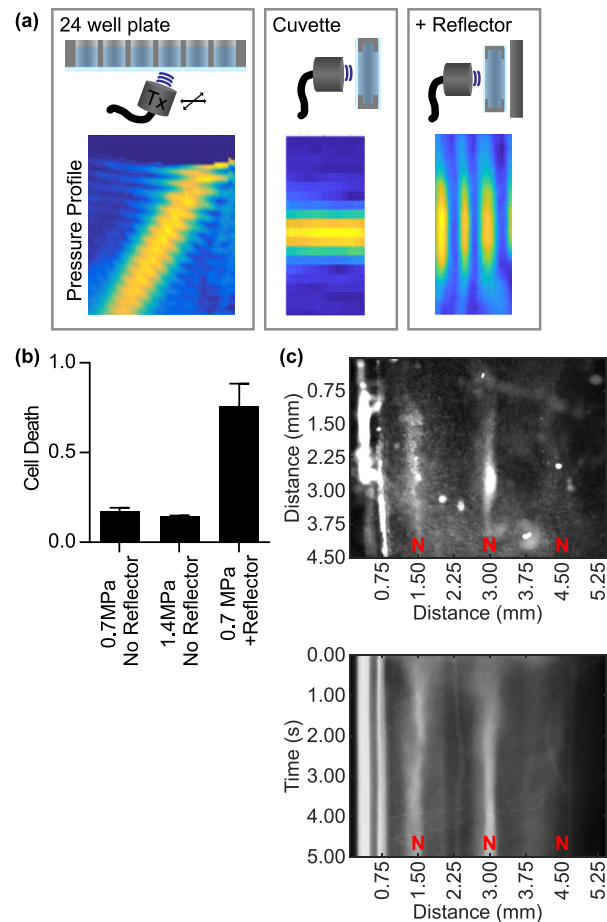 (a)
24 well plate
Cuvette
+ Reflector
Tx
Pressure Profile
(b)
1.0
0.5
0.0
Cell Death
0.7MPa
No Reflector
1.4MPa
No Reflector
0.7 MPa
+Reflector
(c)
0.75
1.50
2.25
3.00
3.75
4.50
Distance (mm)
N N N
0.75 1.50 2.25 3.00 3.75 4.50 5.25
Distance (mm)
0.00
1.00
2.00
3.00
4.00
5.00
Time (s)
N N N
0.75 1.50 2.25 3.00 3.75 4.50 5.25